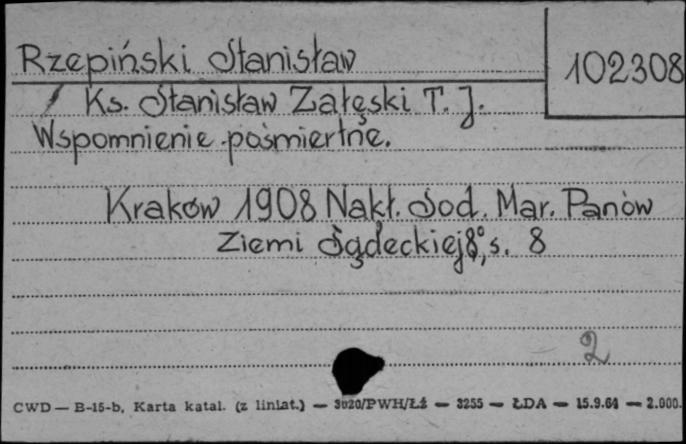 Rzepiński Stanisław
102308
Ks. Stanisław Załęski T. J.
Wspomnienie pośmiertne.
Kraków 1908 Nakł. Sod. Mar. Panów
Ziemi Sądeckiej 8°, s. 8
2
CWD — B-15-b, Karta katal. (z liniat.) — 3020/PWH/Łż — 3255 — ŁDA — 15.9.64 — 2.000.